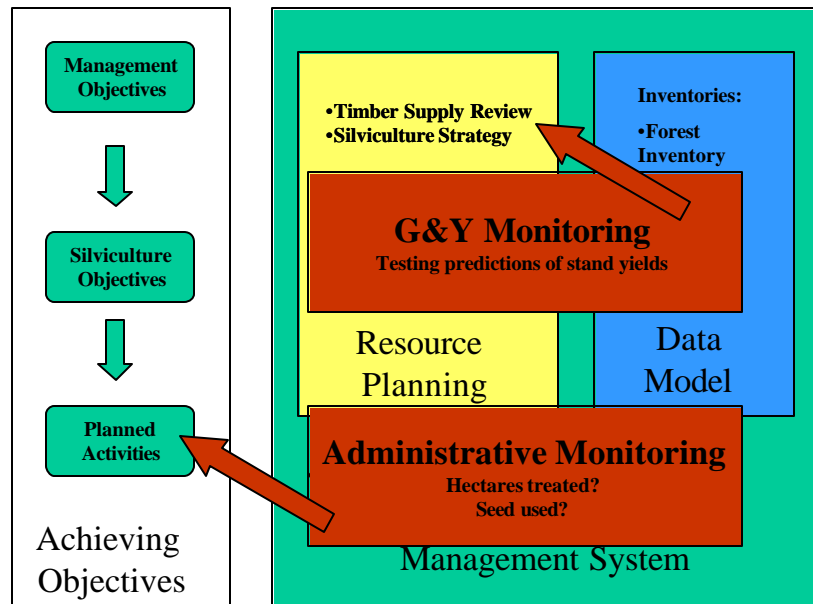 Management
Objectives
Silviculture
Objectives
Planned
Activities
Achieving
Objectives
•Timber Supply Review
•Silviculture Strategy
Inventories:
•Forest
Inventory
G&Y Monitoring
Testing predictions of stand yields
Resource
Planning
Data
Model
Administrative Monitoring
Hectares treated?
Seed used?
Management System